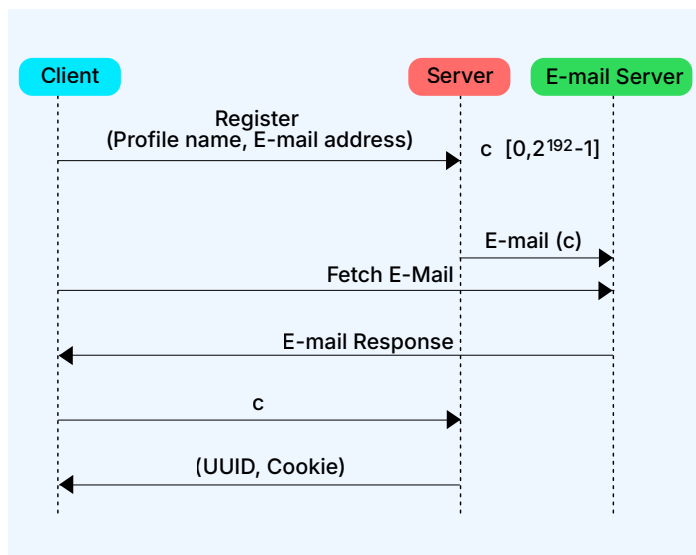 Client
Server
E-mail Server
Register
(Profile name, E-mail address)
c [0,2¹⁹²-1]
E-mail (c)
Fetch E-Mail
E-mail Response
c
(UUID, Cookie)